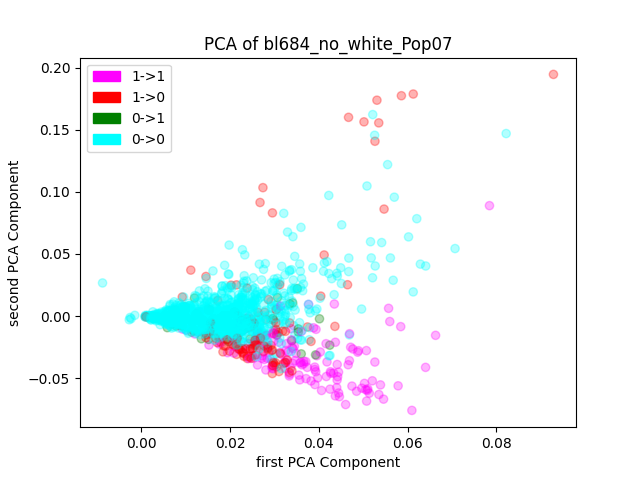 PCA of bl684_no_white_Pop07
1->1
1->0
0->1
0->0
second PCA Component
0.20
0.15
0.10
0.05
0.00
−0.05
0.00 0.02 0.04 0.06 0.08
first PCA Component